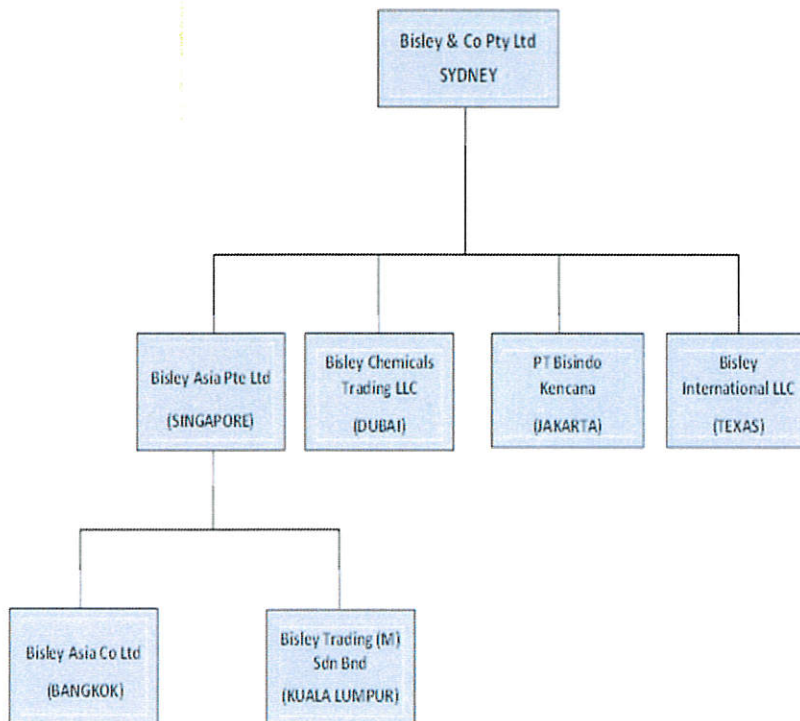 Bisley & Co Pty Ltd
SYDNEY
Bisley Asia Pte Ltd
(SINGAPORE)
Bisley Chemicals
Trading LLC
(DUBAI)
PT Bisindo
Kencana
(JAKARTA)
Bisley
International LLC
(TEXAS)
Bisley Asia Co Ltd
(BANGKOK)
Bisley Trading (M)
Sdn Bnd
(KUALA LUMPUR)